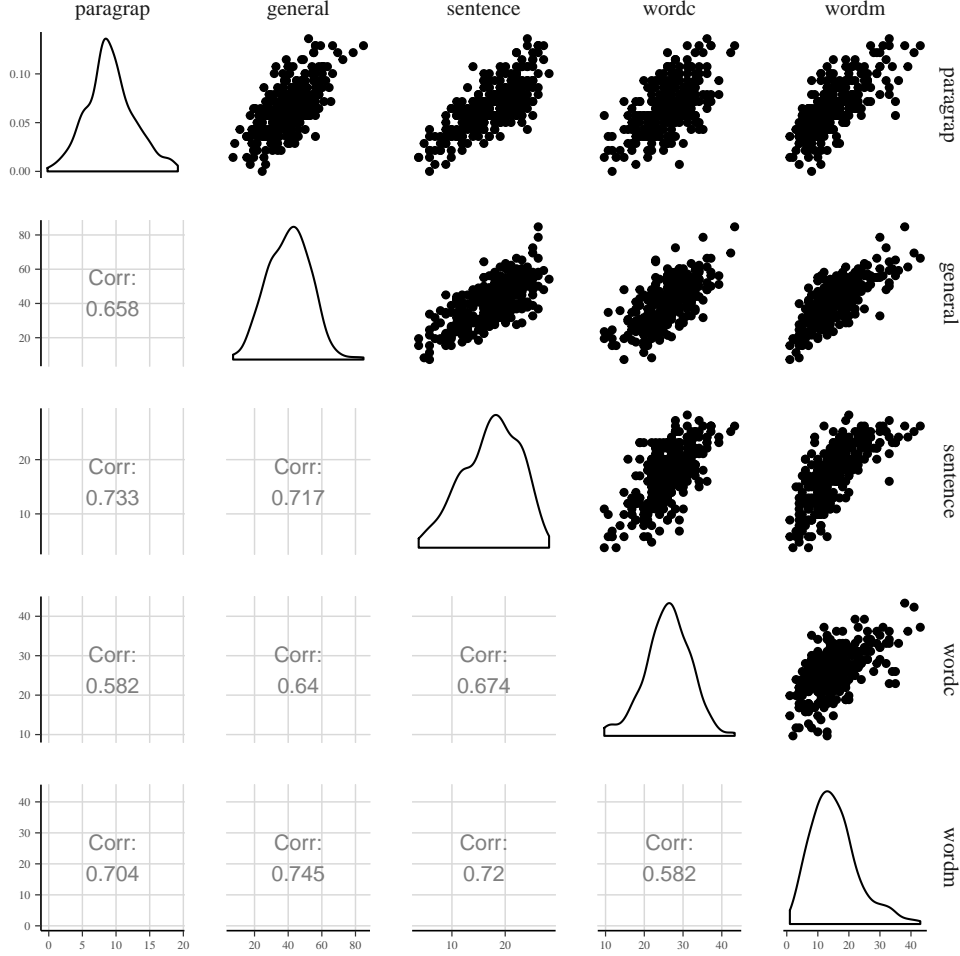 paragrap general sentence wordc wordm
0.10
0.05
0.00
paragrap
80
60
40
20
Corr:
0.658
general
20
10
Corr:
0.733
Corr:
0.717
sentence
40
30
20
10
Corr:
0.582
Corr:
0.64
Corr:
0.674
wordc
40
30
20
10
0
Corr:
0.704
Corr:
0.745
Corr:
0.72
Corr:
0.582
wordm
0 5 10 15 20 20 40 60 80 10 20 10 20 30 40 0 10 20 30 40